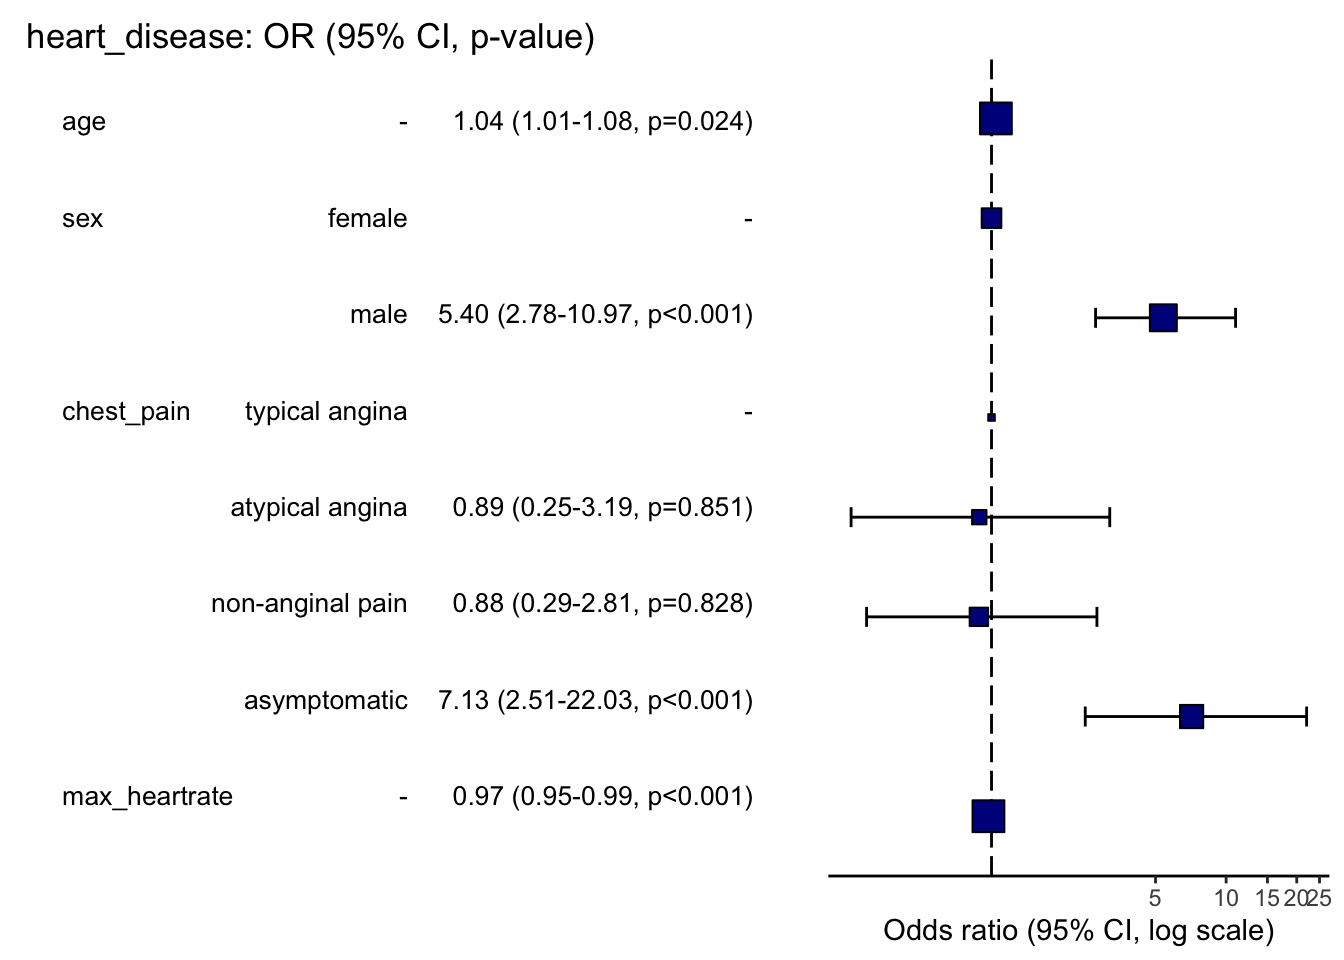 heart_disease: OR (95% CI, p-value)
age - 1.04 (1.01-1.08, p=0.024)
sex female -
male 5.40 (2.78-10.97, p<0.001)
chest_pain typical angina -
atypical angina 0.89 (0.25-3.19, p=0.851)
non-anginal pain 0.88 (0.29-2.81, p=0.828)
asymptomatic 7.13 (2.51-22.03, p<0.001)
max_heartrate - 0.97 (0.95-0.99, p<0.001)
5 10 15 20 25
Odds ratio (95% CI, log scale)